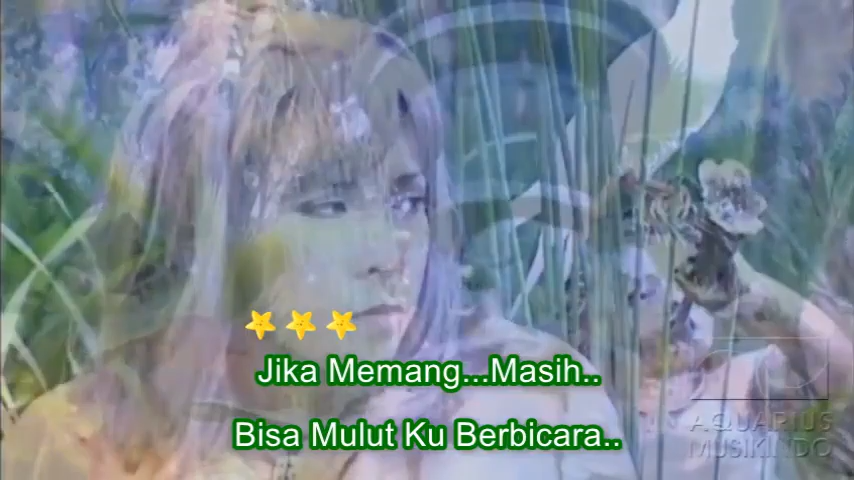 Jika Memang...Masih..
Bisa Mulut Ku Berbicara..
AQUARIUS
MUSIKINDO